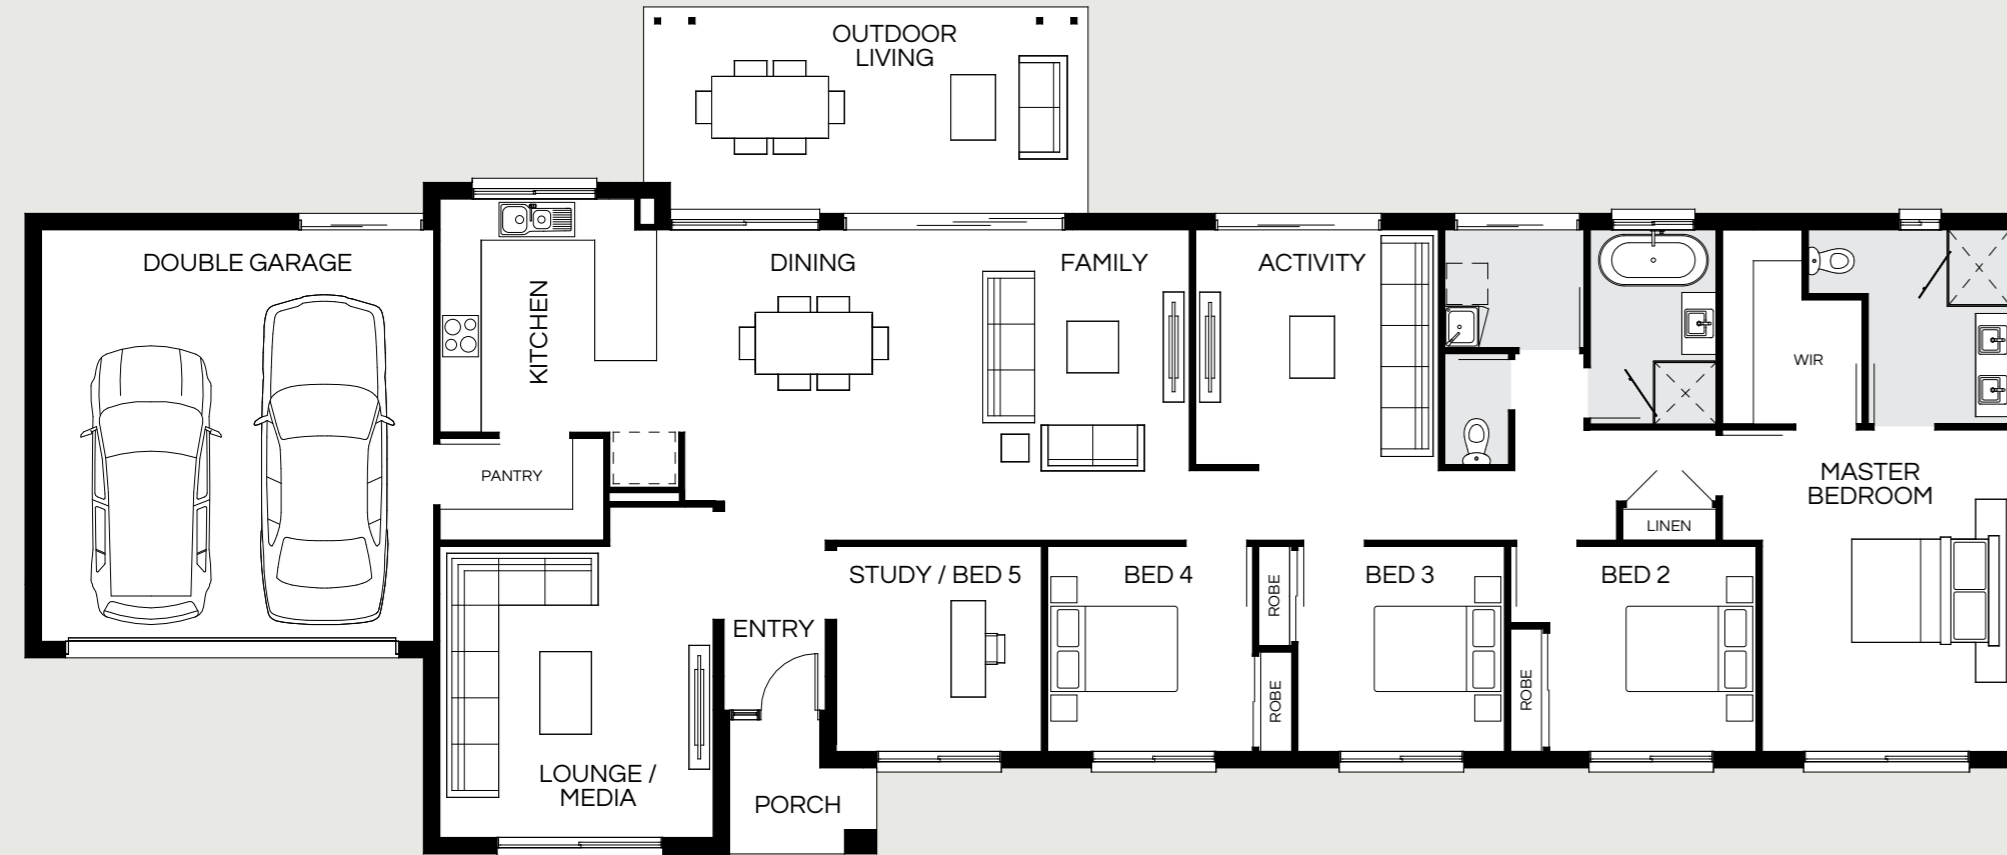 OUTDOOR
LIVING
DOUBLE GARAGE
KITCHEN
DINING
FAMILY
ACTIVITY
WIR
PANTRY
MASTER
BEDROOM
LINEN
STUDY / BED 5
BED 4
ROBE
BED 3
BED 2
ENTRY
ROBE
ROBE
LOUNGE /
MEDIA
PORCH